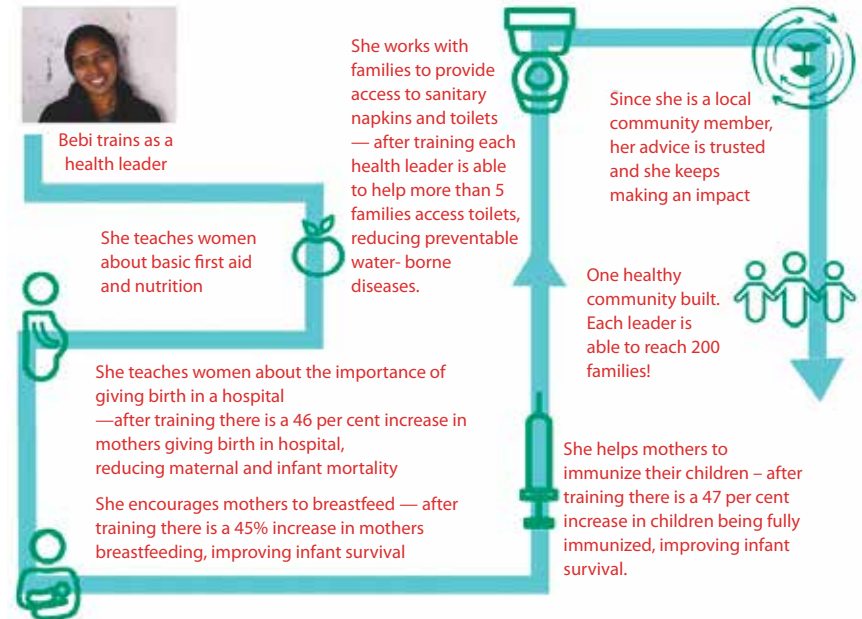 Bebi trains as a
health leader
She teaches women
about basic first aid
and nutrition
She teaches women about the importance of
giving birth in a hospital
—after training there is a 46 per cent increase in
mothers giving birth in hospital,
reducing maternal and infant mortality
She encourages mothers to breastfeed — after
training there is a 45% increase in mothers
breastfeeding, improving infant survival
She helps mothers to
immunize their children – after
training there is a 47 per cent
increase in children being fully
immunized, improving infant
survival.
She works with
families to provide
access to sanitary
napkins and toilets
— after training each
health leader is able
to help more than 5
families access toilets,
reducing preventable
water- borne
diseases.
Since she is a local
community member,
her advice is trusted
and she keeps
making an impact
One healthy
community built.
Each leader is
able to reach 200
families!